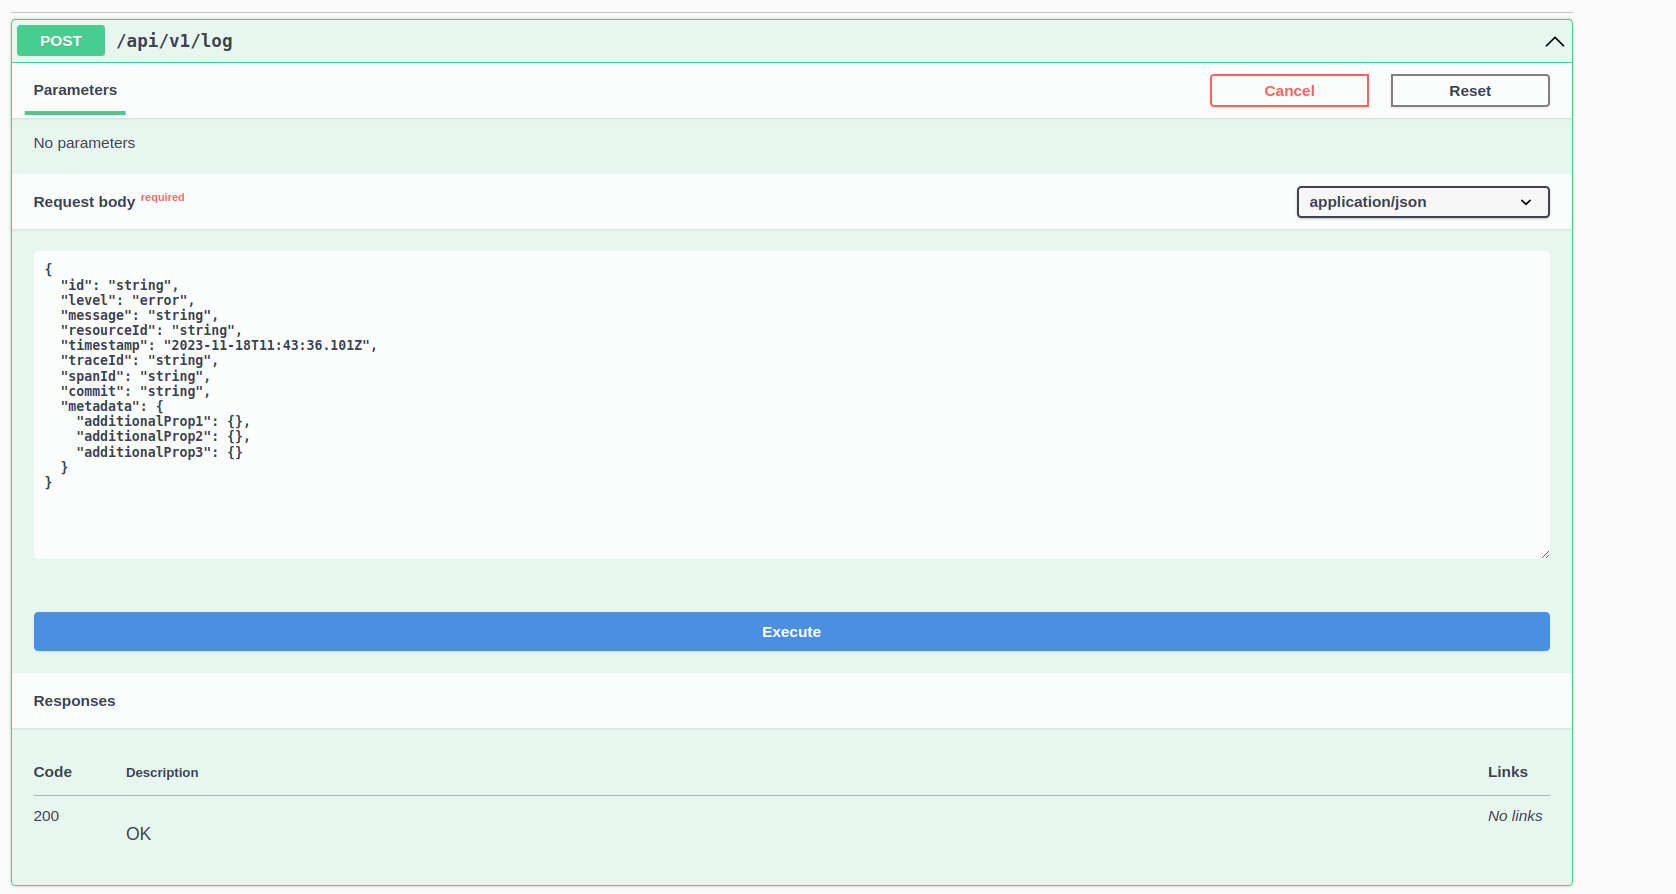 POST /api/v1/log
Parameters
Cancel
Reset
No parameters
Request body required
application/json
{
  "id": "string",
  "level": "error",
  "message": "string",
  "resourceId": "string",
  "timestamp": "2023-11-18T11:43:36.101Z",
  "traceId": "string",
  "spanId": "string",
  "commit": "string",
  "metadata": {
    "additionalProp1": {},
    "additionalProp2": {},
    "additionalProp3": {}
  }
}
Execute
Responses
Code Description Links
200 No links
OK